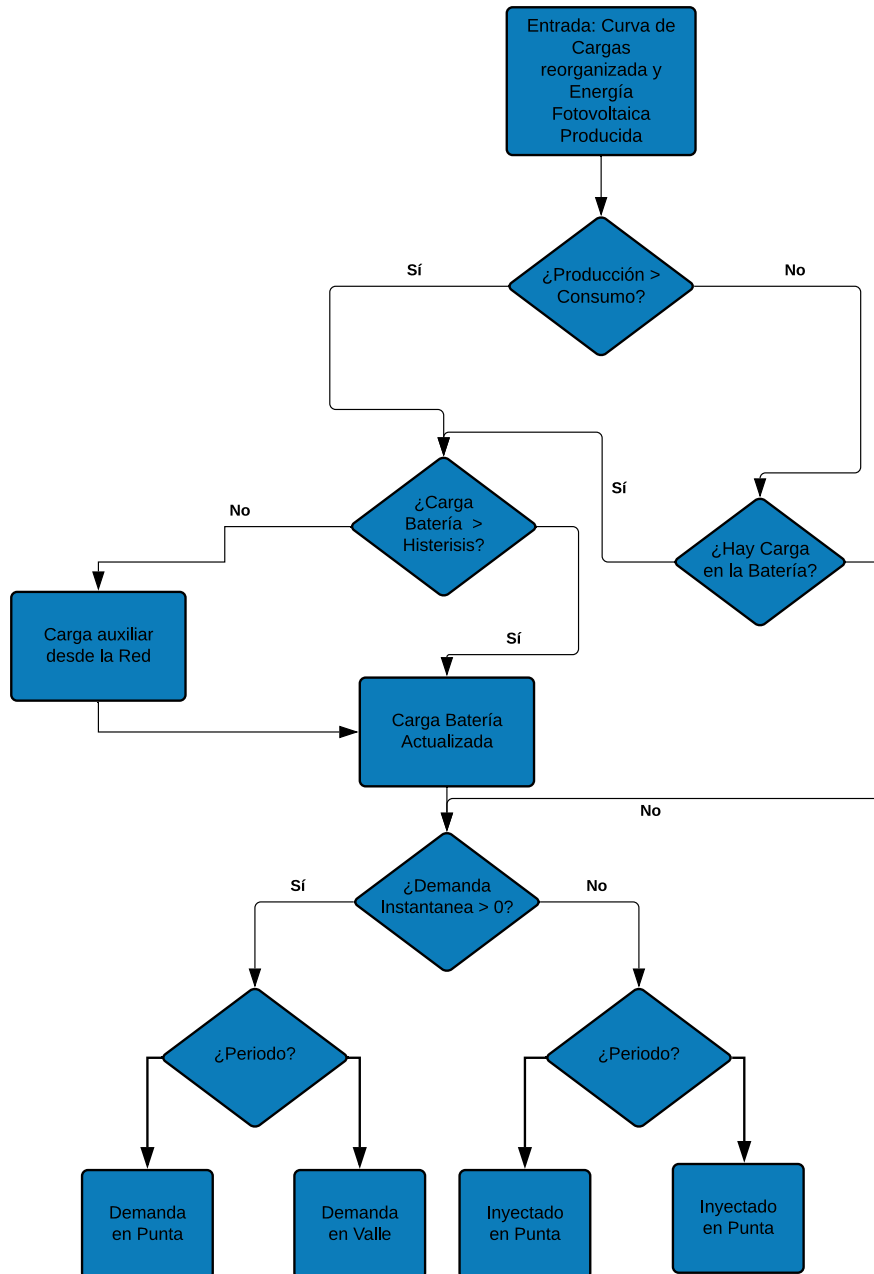 Entrada: Curva de
Cargas
reorganizada y
Energía
Fotovoltaica
Producida
Sí
¿Producción >
Consumo?
No
¿Carga
Batería >
Histerisis?
No
Sí
¿Hay Carga
en la Batería?
Carga auxiliar
desde la Red
Sí
Carga Batería
Actualizada
No
Sí
¿Demanda
Instantanea > 0?
No
¿Periodo?
¿Periodo?
Demanda
en Punta
Demanda
en Valle
Inyectado
en Punta
Inyectado
en Punta